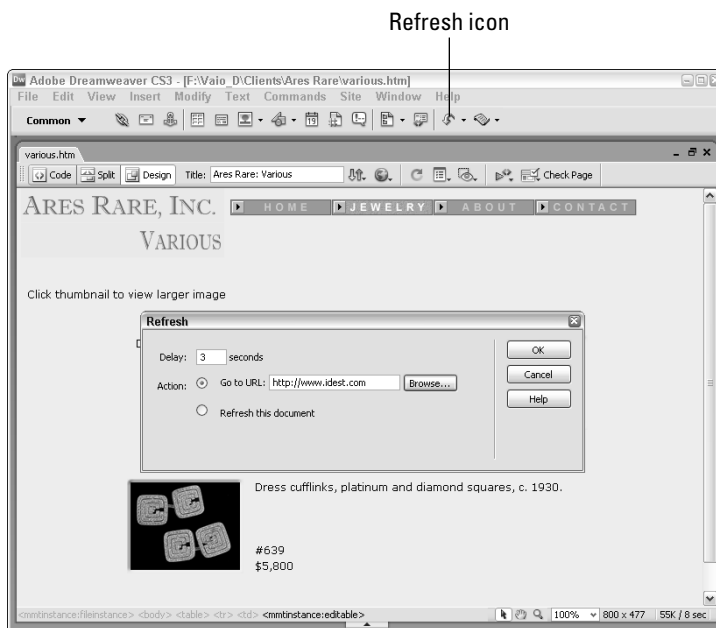 Refresh icon
Dw Adobe Dreamweaver CS3 - [F:\Vaio_D\Clients\Ares Rare\various.htm]
File Edit View Insert Modify Text Commands Site Window Help
Common
19
various.htm
Code Split Design Title: Ares Rare: Various Check Page
ARES RARE, INC. HOME JEWELRY ABOUT CONTACT
VARIOUS
Click thumbnail to view larger image
Refresh
Delay: 3 seconds
OK
Action: Go to URL: http://www.idest.com Browse...
Cancel
Refresh this document
Help
Dress cufflinks, platinum and diamond squares, c. 1930.
#639
$5,800
<mmtinstance:fileinstance> <body> <table> <tr> <td> <mmtinstance:editable> 100% 800 x 477 55K / 8 sec